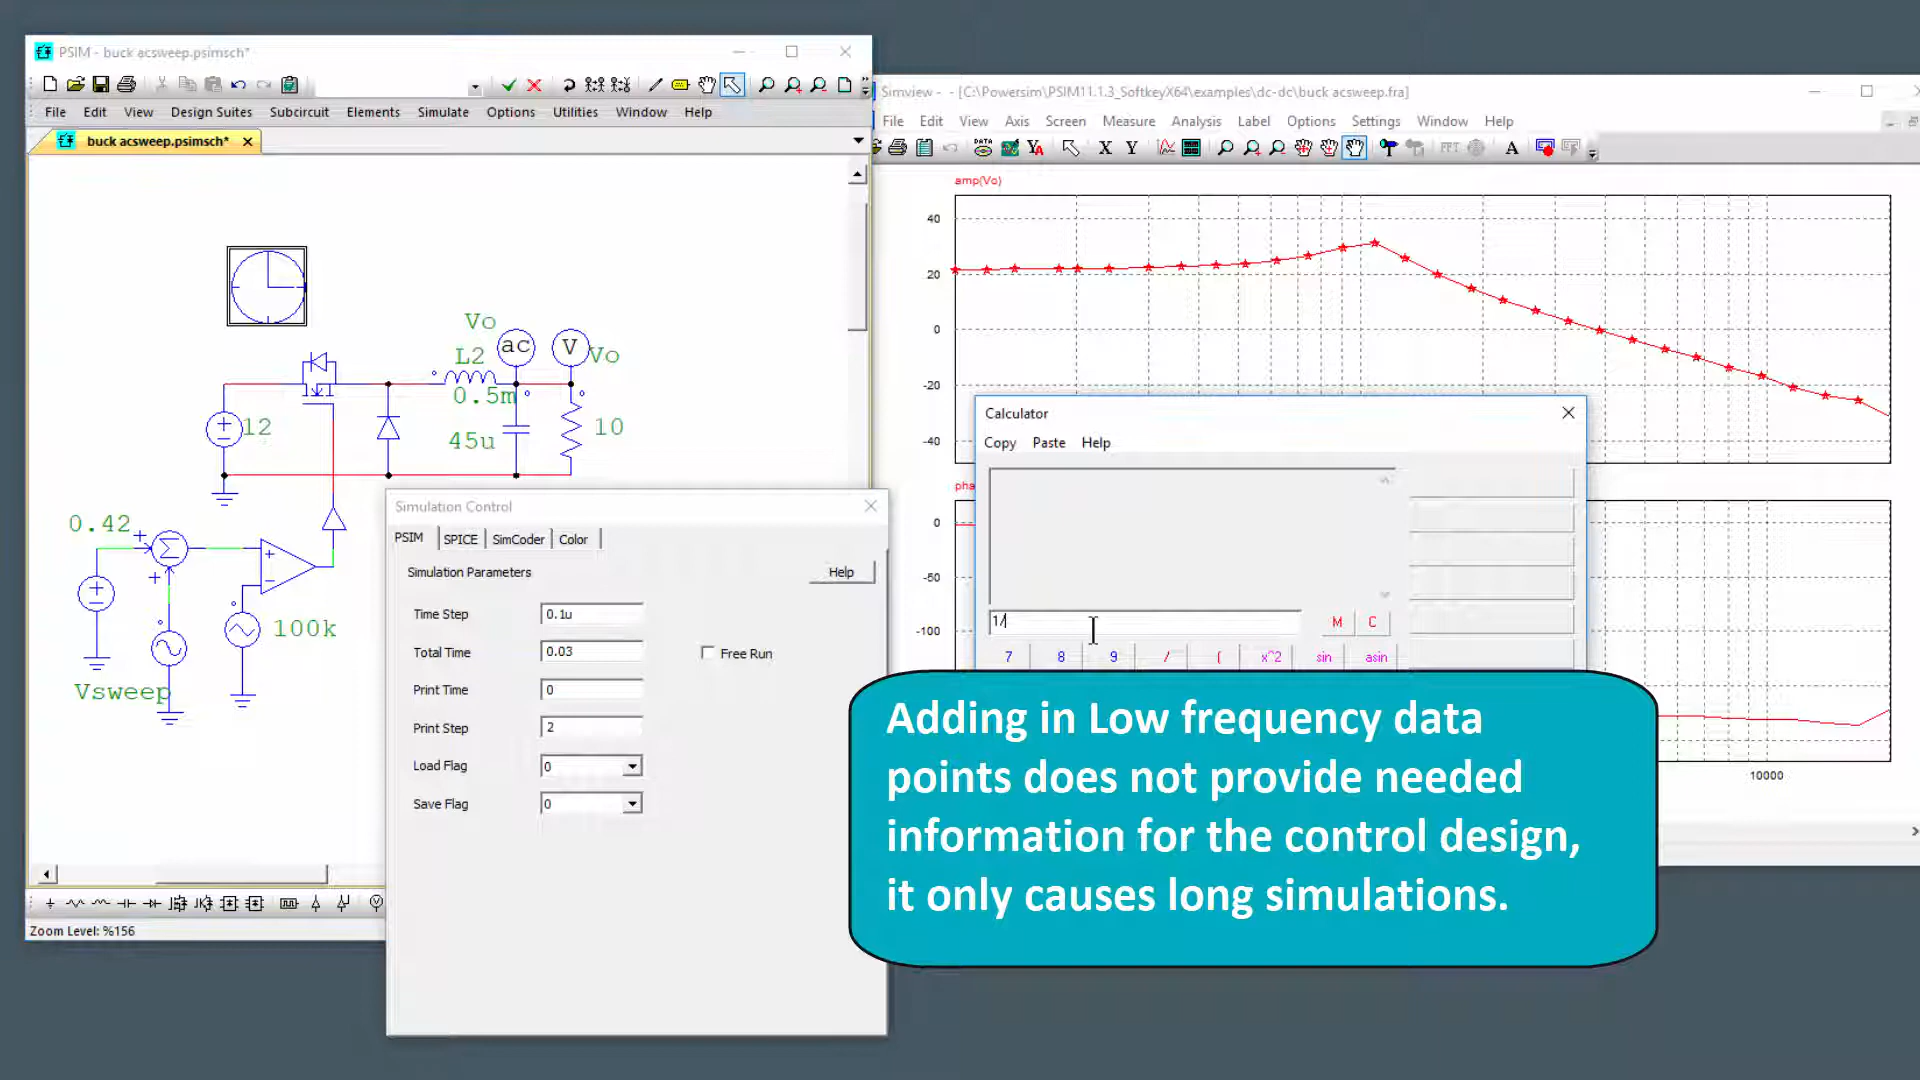 PSIM - buck acsweep.psimsch*
File Edit View Design Suites Subcircuit Elements Simulate Options Utilities Window Help
buck acsweep.psimsch*
Vo
ac
V
Vo
L2
0.5m
12
45u
10
0.42
Σ
100k
Vsweep
Zoom Level: %156
Simulation Control
PSIM SPICE SimCoder Color
Simulation Parameters
Help
Time Step 0.1u
Total Time 0.03
Free Run
Print Time 0
Print Step 2
Load Flag 0
Save Flag 0
Simview - - [C:\Powersim\PSIM11.1.3_SoftkeyX64\examples\dc-dc\buck acsweep.fra]
File Edit View Axis Screen Measure Analysis Label Options Settings Window Help
DATA
X Y
FFT
A
amp(Vo)
40
20
0
-20
-40
pha
0
-50
-100
10000
Calculator
Copy Paste Help
1/
M C
7 8 9 / ( x^2 sin asin
Adding in Low frequency data
points does not provide needed
information for the control design,
it only causes long simulations.